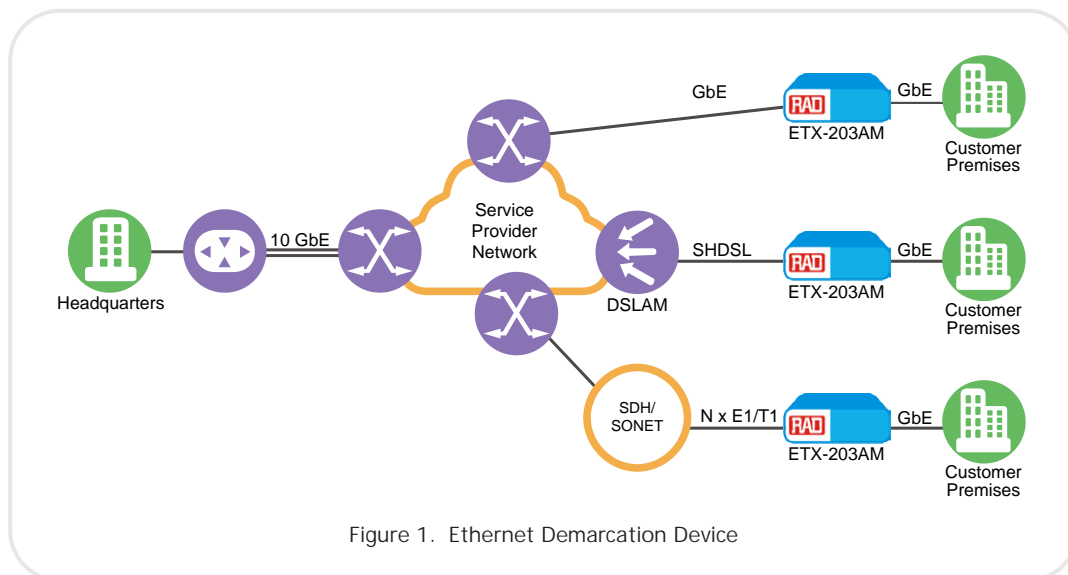 GbE
RAD
ETX-203AM
GbE
Customer
Premises
Headquarters
10 GbE
Service
Provider
Network
DSLAM
SHDSL
RAD
ETX-203AM
GbE
Customer
Premises
SDH/
SONET
N x E1/T1
RAD
ETX-203AM
GbE
Customer
Premises
Figure 1. Ethernet Demarcation Device